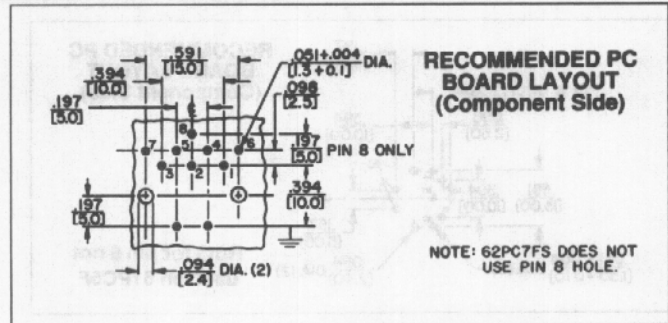 .591
[15.0]
.051+.004 DIA.
[1.3+0.1]
RECOMMENDED PC
BOARD LAYOUT
(Component Side)
.394
[10.0]
.098
[2.5]
.197
[5.0]
8
7 5 4 6
.197
[5.0] PIN 8 ONLY
3 2 1
.394
[10.0]
.197
[5.0]
NOTE: 62PC7FS DOES NOT
USE PIN 8 HOLE.
.094 DIA. (2)
[2.4]